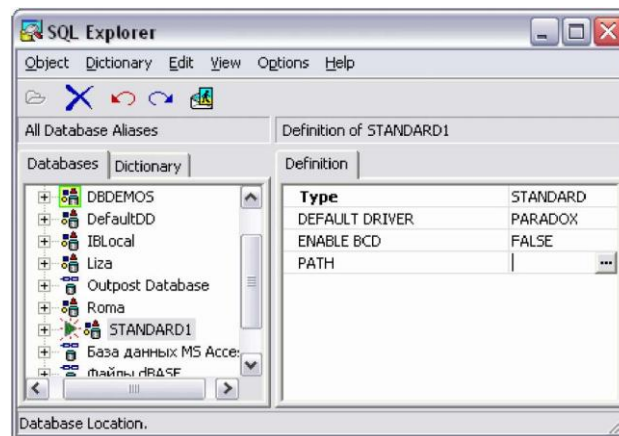 SQL Explorer
Object Dictionary Edit View Options Help
All Database Aliases
Definition of STANDARD1
Databases Dictionary
Definition
DBDEMOS
DefaultDD
IBLocal
Liza
Outpost Database
Roma
STANDARD1
База данных MS Acce
Файлы dBASE
Type STANDARD
DEFAULT DRIVER PARADOX
ENABLE BCD FALSE
PATH
Database Location.